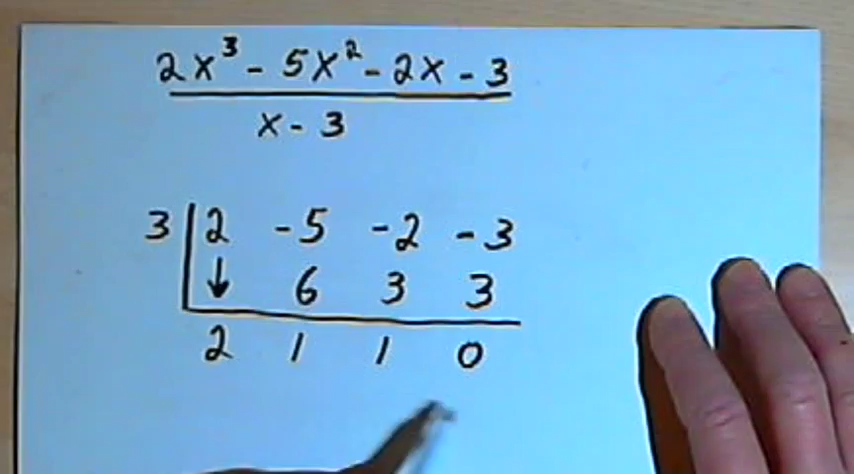 2x³ - 5x² - 2x - 3
x - 3
3 2 -5 -2 -3
↓ 6 3 3
2 1 1 0